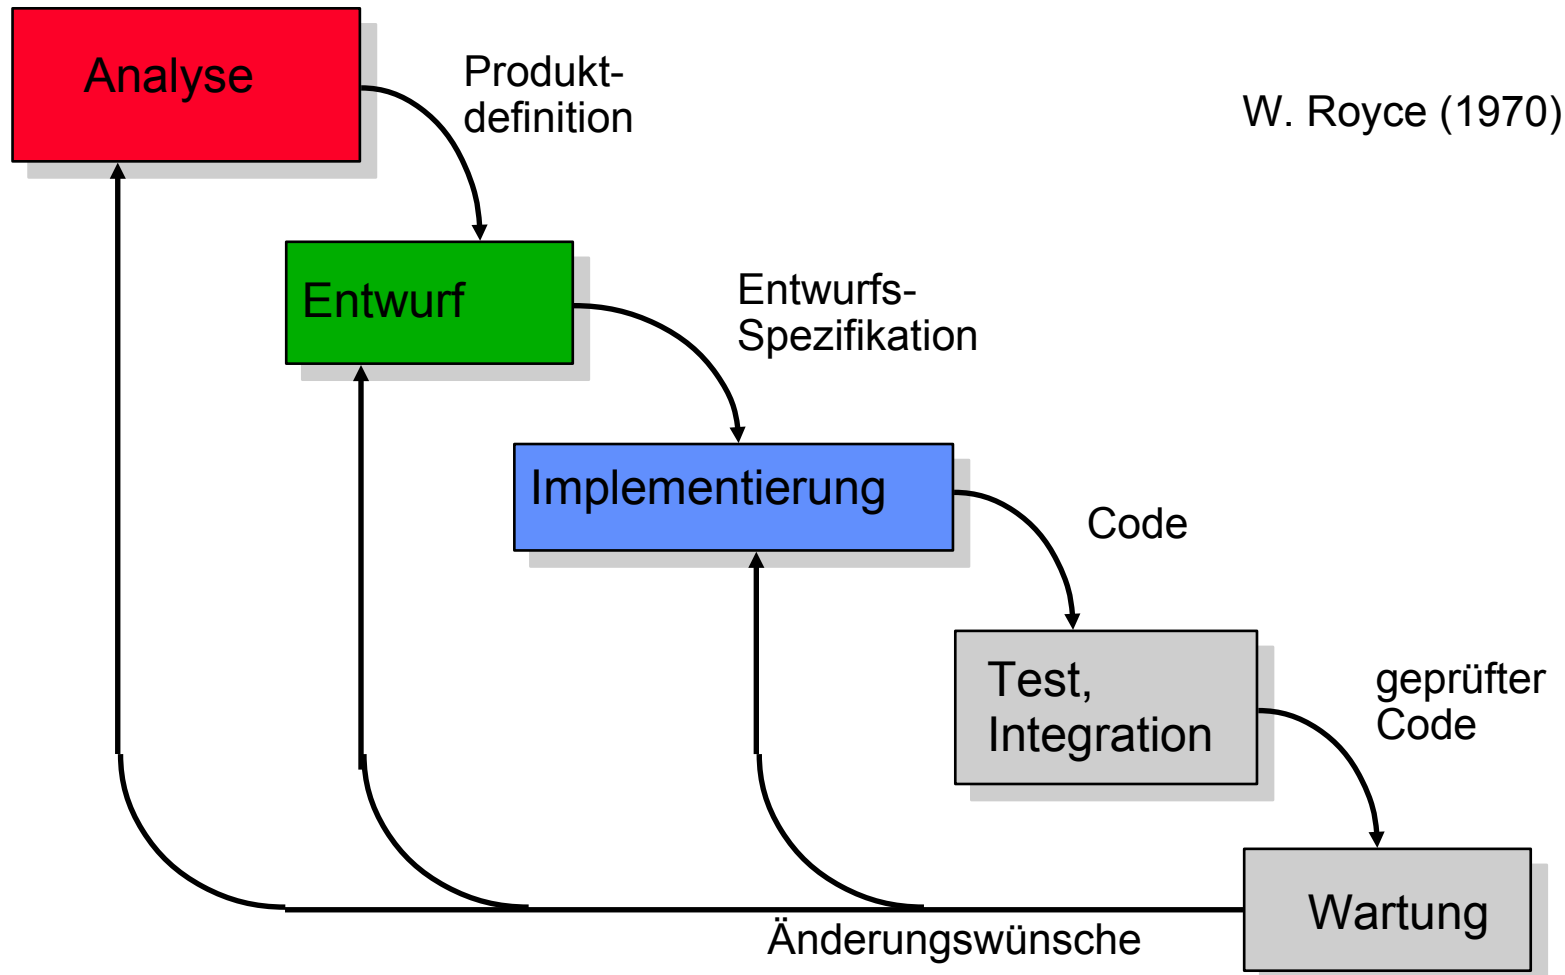 Analyse
Produkt-
definition
W. Royce (1970)
Entwurf
Entwurfs-
Spezifikation
Implementierung
Code
Test,
Integration
geprüfter
Code
Wartung
Änderungswünsche